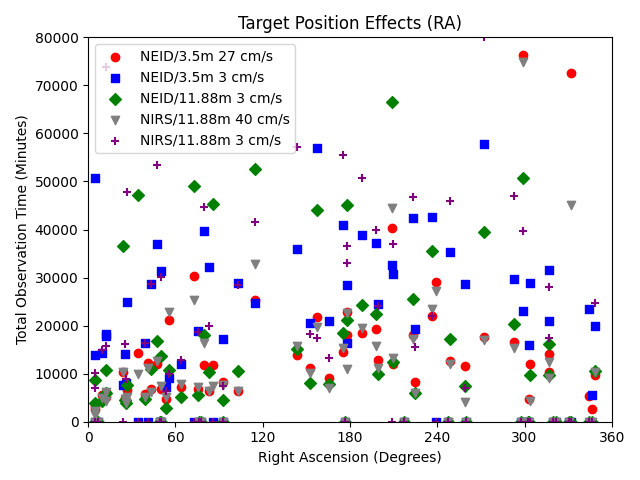 Target Position Effects (RA)
NEID/3.5m 27 cm/s
NEID/3.5m 3 cm/s
NEID/11.88m 3 cm/s
NIRS/11.88m 40 cm/s
NIRS/11.88m 3 cm/s
80000
70000
60000
50000
40000
30000
20000
10000
0
Total Observation Time (Minutes)
0 60 120 180 240 300 360
Right Ascension (Degrees)